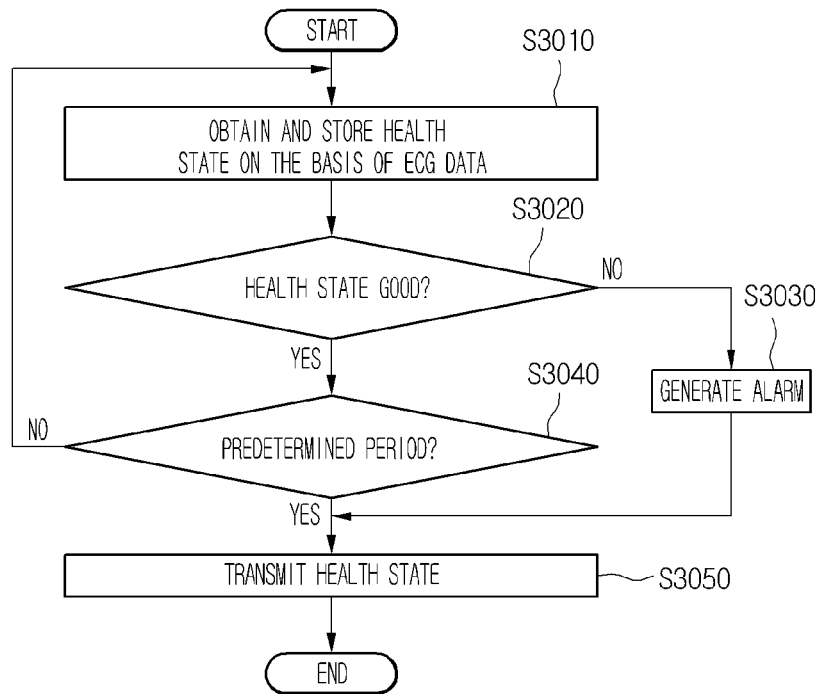 START
S3010
OBTAIN AND STORE HEALTH
STATE ON THE BASIS OF ECG DATA
S3020
HEALTH STATE GOOD?
NO
S3030
YES
GENERATE ALARM
S3040
PREDETERMINED PERIOD?
NO
YES
TRANSMIT HEALTH STATE
S3050
END